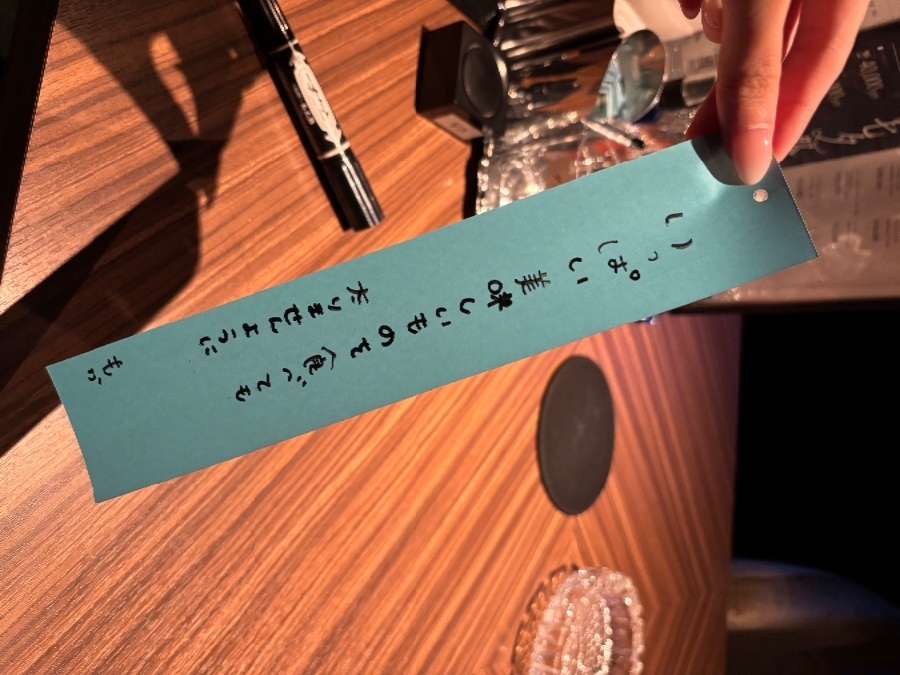 いっぱい美味しいものを食べても
太りませんように
もが